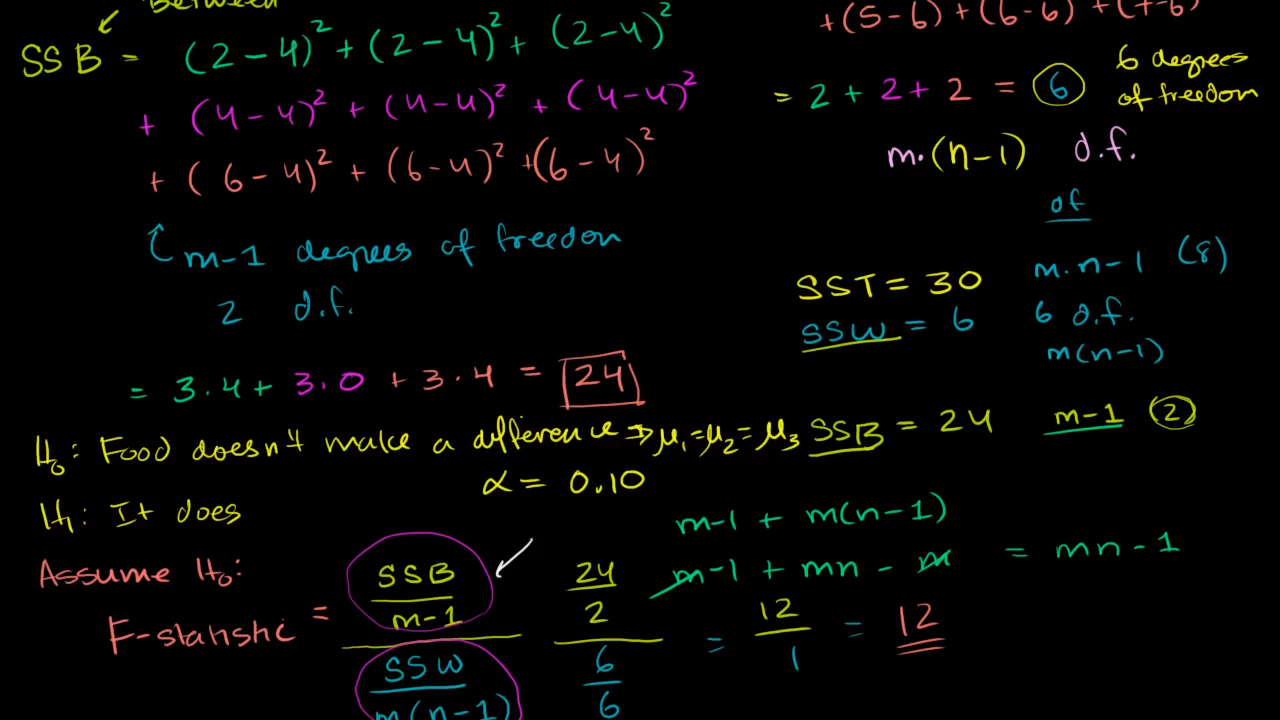 Between
SSB = (2-4)² + (2-4)² + (2-4)²
+ (4-4)² + (4-4)² + (4-4)²
+ (6-4)² + (6-4)² + (6-4)²
m-1 degrees of freedom
2 d.f.
= 3·4 + 3·0 + 3·4 = 24
+(5-6) + (6-6) + (7-6)
= 2 + 2 + 2 = 6
6 degrees
of freedom
m·(n-1) d.f.
of
SST = 30 m·n-1 (8)
SSW = 6 6 d.f.
m(n-1)
SSB = 24 m-1 2
H₀: Food doesn't make a difference → μ₁=μ₂=μ₃
α = 0.10
H₁: It does
m-1 + m(n-1)
m-1 + mn - m = mn-1
Assume H₀:
F-statistic = SSB/m-1 / SSW/m(n-1)
24/2 / 6/6 = 12/1 = 12